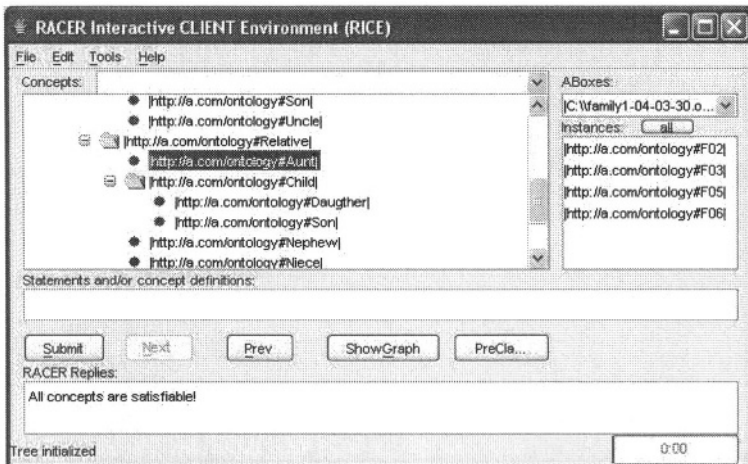 RACER Interactive CLIENT Environment (RICE)
File Edit Tools Help
Concepts:
|http://a.com/ontology#Son|
|http://a.com/ontology#Uncle|
|http://a.com/ontology#Relative|
|http://a.com/ontology#Aunt|
|http://a.com/ontology#Child|
|http://a.com/ontology#Daugther|
|http://a.com/ontology#Son|
|http://a.com/ontology#Nephew|
|http://a.com/ontology#Niece|
ABoxes:
|C:\\family1-04-03-30.o...
Instances: all
|http://a.com/ontology#F02|
|http://a.com/ontology#F03|
|http://a.com/ontology#F05|
|http://a.com/ontology#F06|
Statements and/or concept definitions:
Submit Next Prev ShowGraph PreCla...
RACER Replies:
All concepts are satisfiable!
Tree initialized 0:00